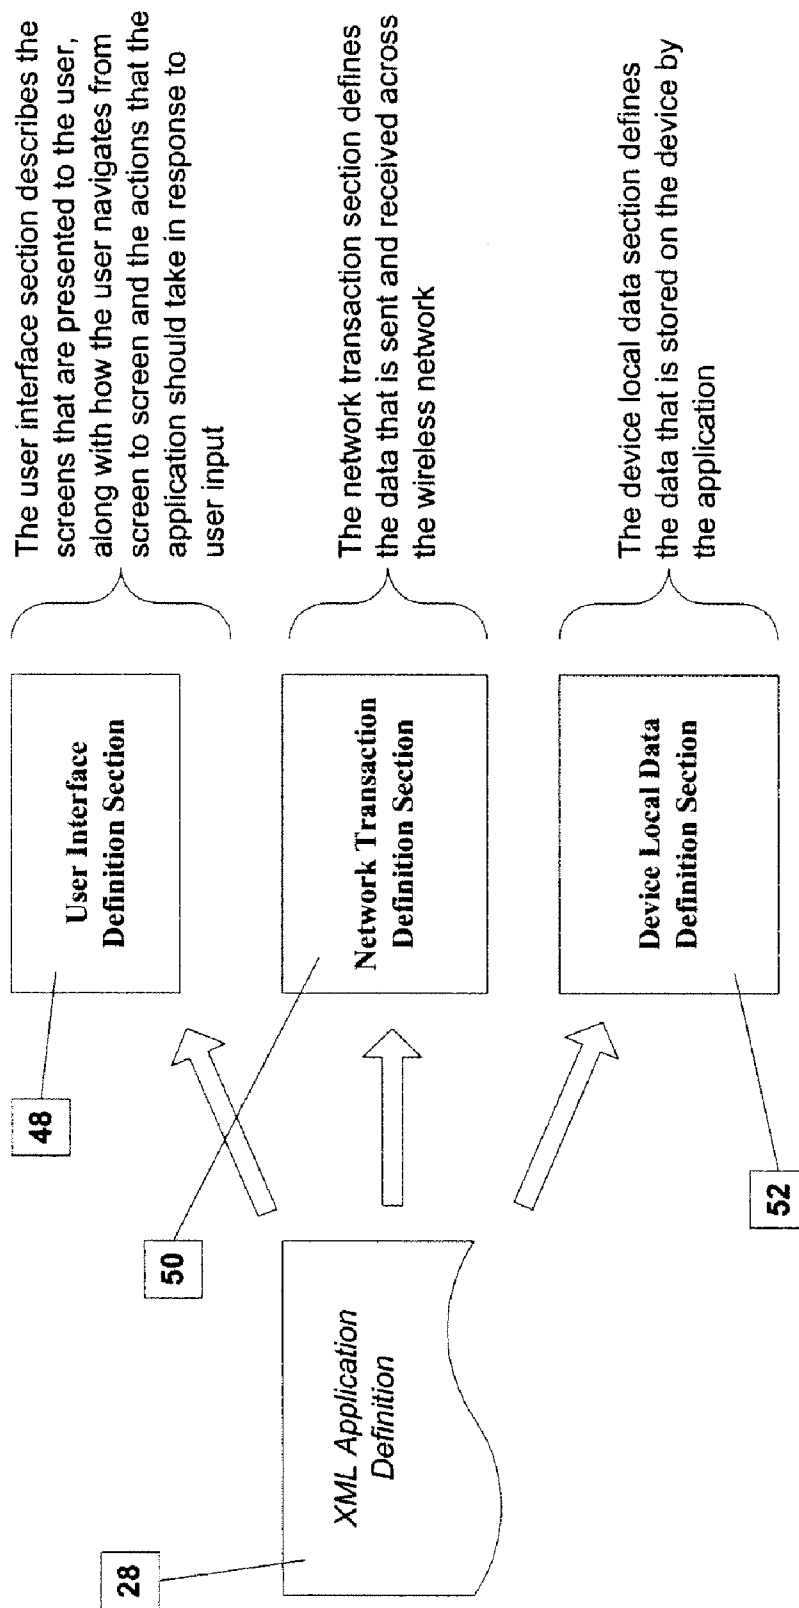 28
XML Application
Definition
48
User Interface
Definition Section
The user interface section describes the
screens that are presented to the user,
along with how the user navigates from
screen to screen and the actions that the
application should take in response to
user input
50
Network Transaction
Definition Section
The network transaction section defines
the data that is sent and received across
the wireless network
52
Device Local Data
Definition Section
The device local data section defines
the data that is stored on the device by
the application